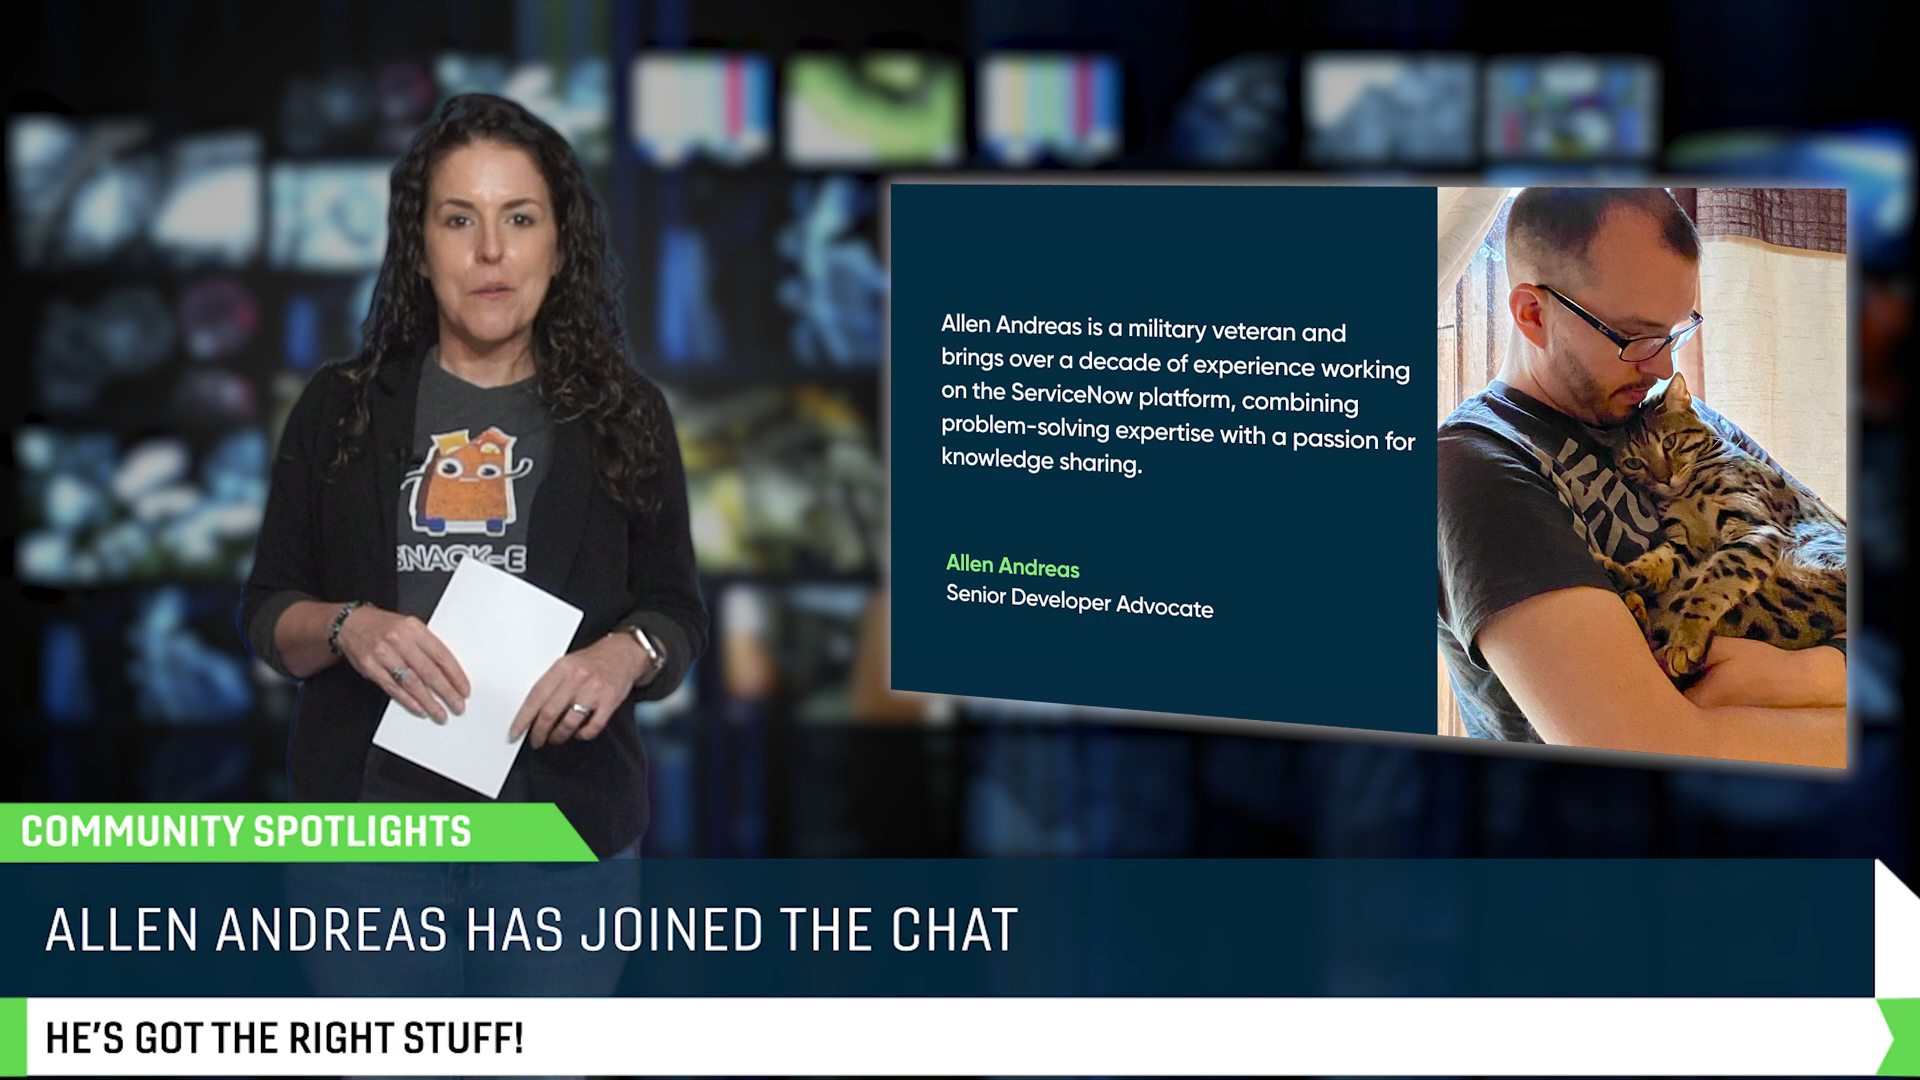 Allen Andreas is a military veteran and
brings over a decade of experience working
on the ServiceNow platform, combining
problem-solving expertise with a passion for
knowledge sharing.
Allen Andreas
Senior Developer Advocate
SNACK-E
COMMUNITY SPOTLIGHTS
ALLEN ANDREAS HAS JOINED THE CHAT
HE'S GOT THE RIGHT STUFF!